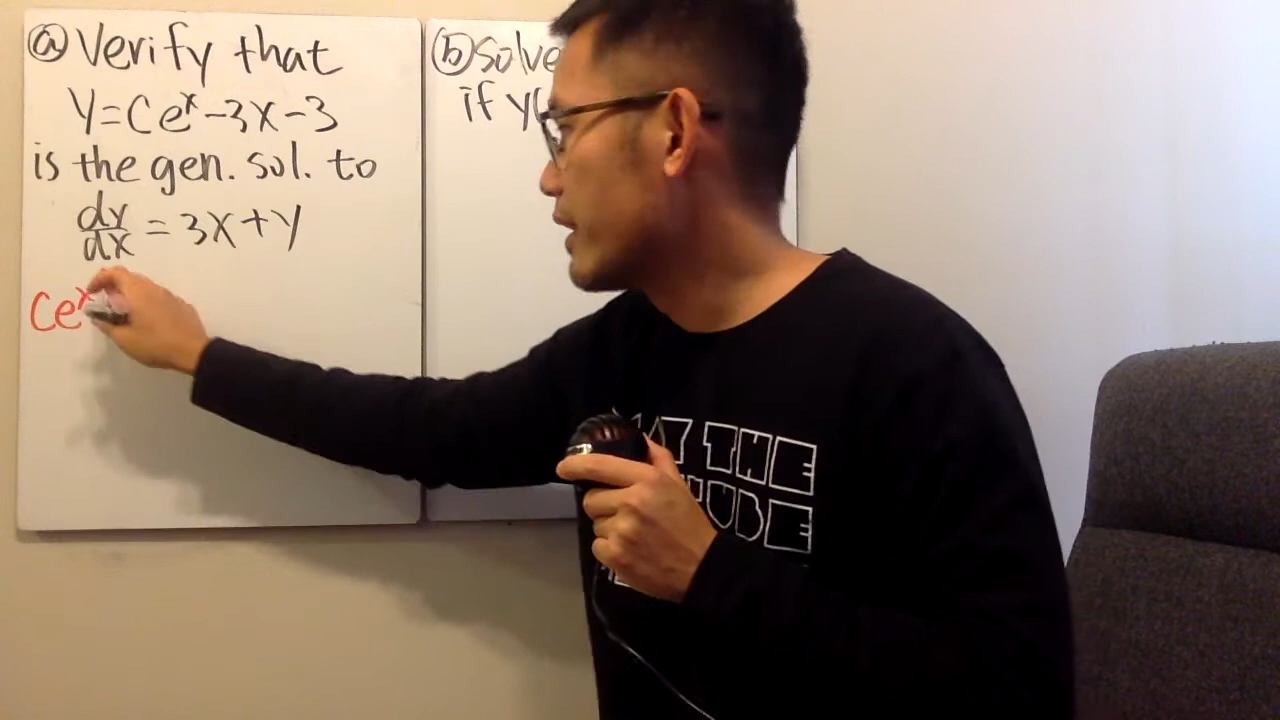 ⓐ Verify that
y=Ce^x-3x-3
is the gen. sol. to
dy/dx = 3x+y
Ce^x
ⓑ Solve
if y(
THE